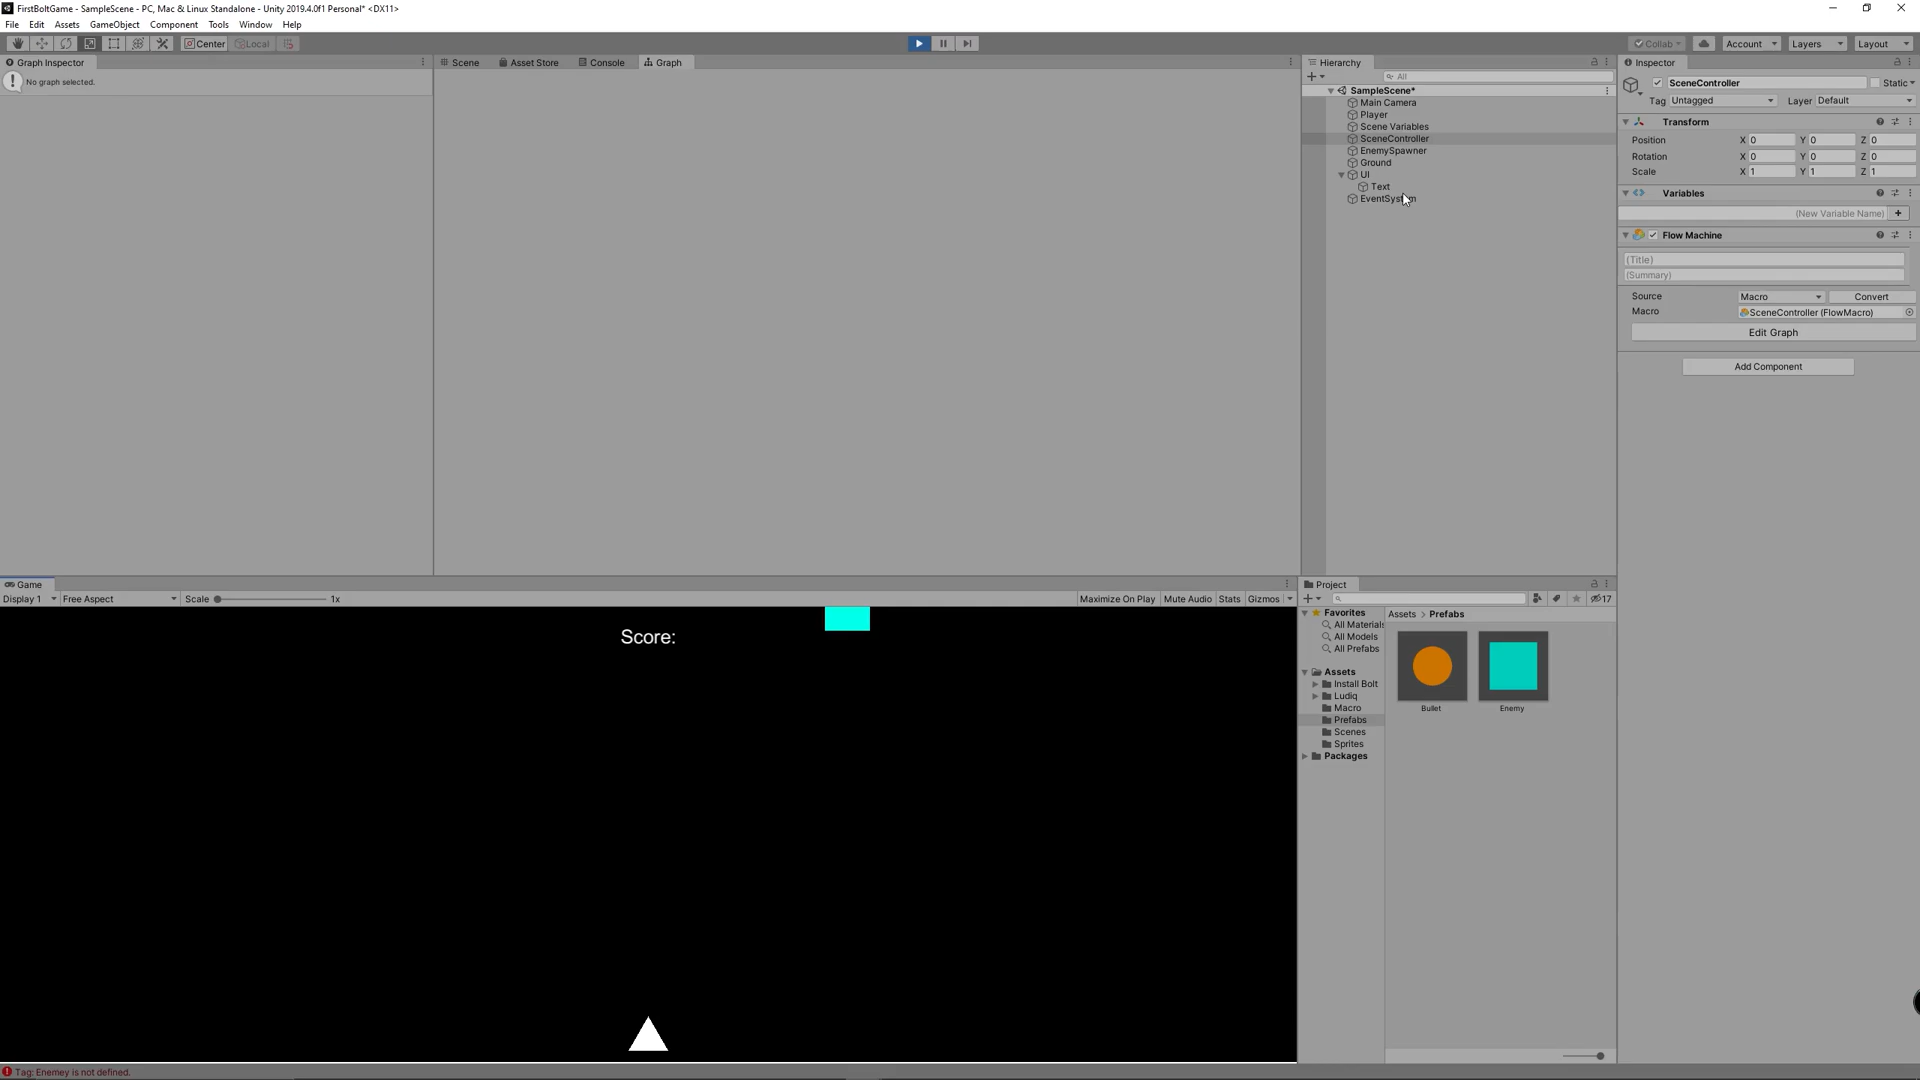 FirstBoltGame - SampleScene - PC, Mac & Linux Standalone - Unity 2019.4.0f1 Personal* <DX11>
File Edit Assets GameObject Component Tools Window Help
Center Local Collab Account Layers Layout
Graph Inspector
No graph selected.
Scene Asset Store Console Graph
Hierarchy
All
SampleScene*
Main Camera
Player
Scene Variables
SceneController
EnemySpawner
Ground
UI
Text
EventSystem
Inspector
SceneController Static
Tag Untagged Layer Default
Transform
Position X 0 Y 0 Z 0
Rotation X 0 Y 0 Z 0
Scale X 1 Y 1 Z 1
Variables
(New Variable Name)
Flow Machine
(Title)
(Summary)
Source Macro Convert
Macro SceneController (FlowMacro)
Edit Graph
Add Component
Game
Display 1 Free Aspect Scale 1x Maximize On Play Mute Audio Stats Gizmos
Score:
Project
17
Favorites
All Materials
All Models
All Prefabs
Assets
Install Bolt
Ludiq
Macro
Prefabs
Scenes
Sprites
Packages
Assets > Prefabs
Bullet Enemy
Tag: Enemey is not defined.